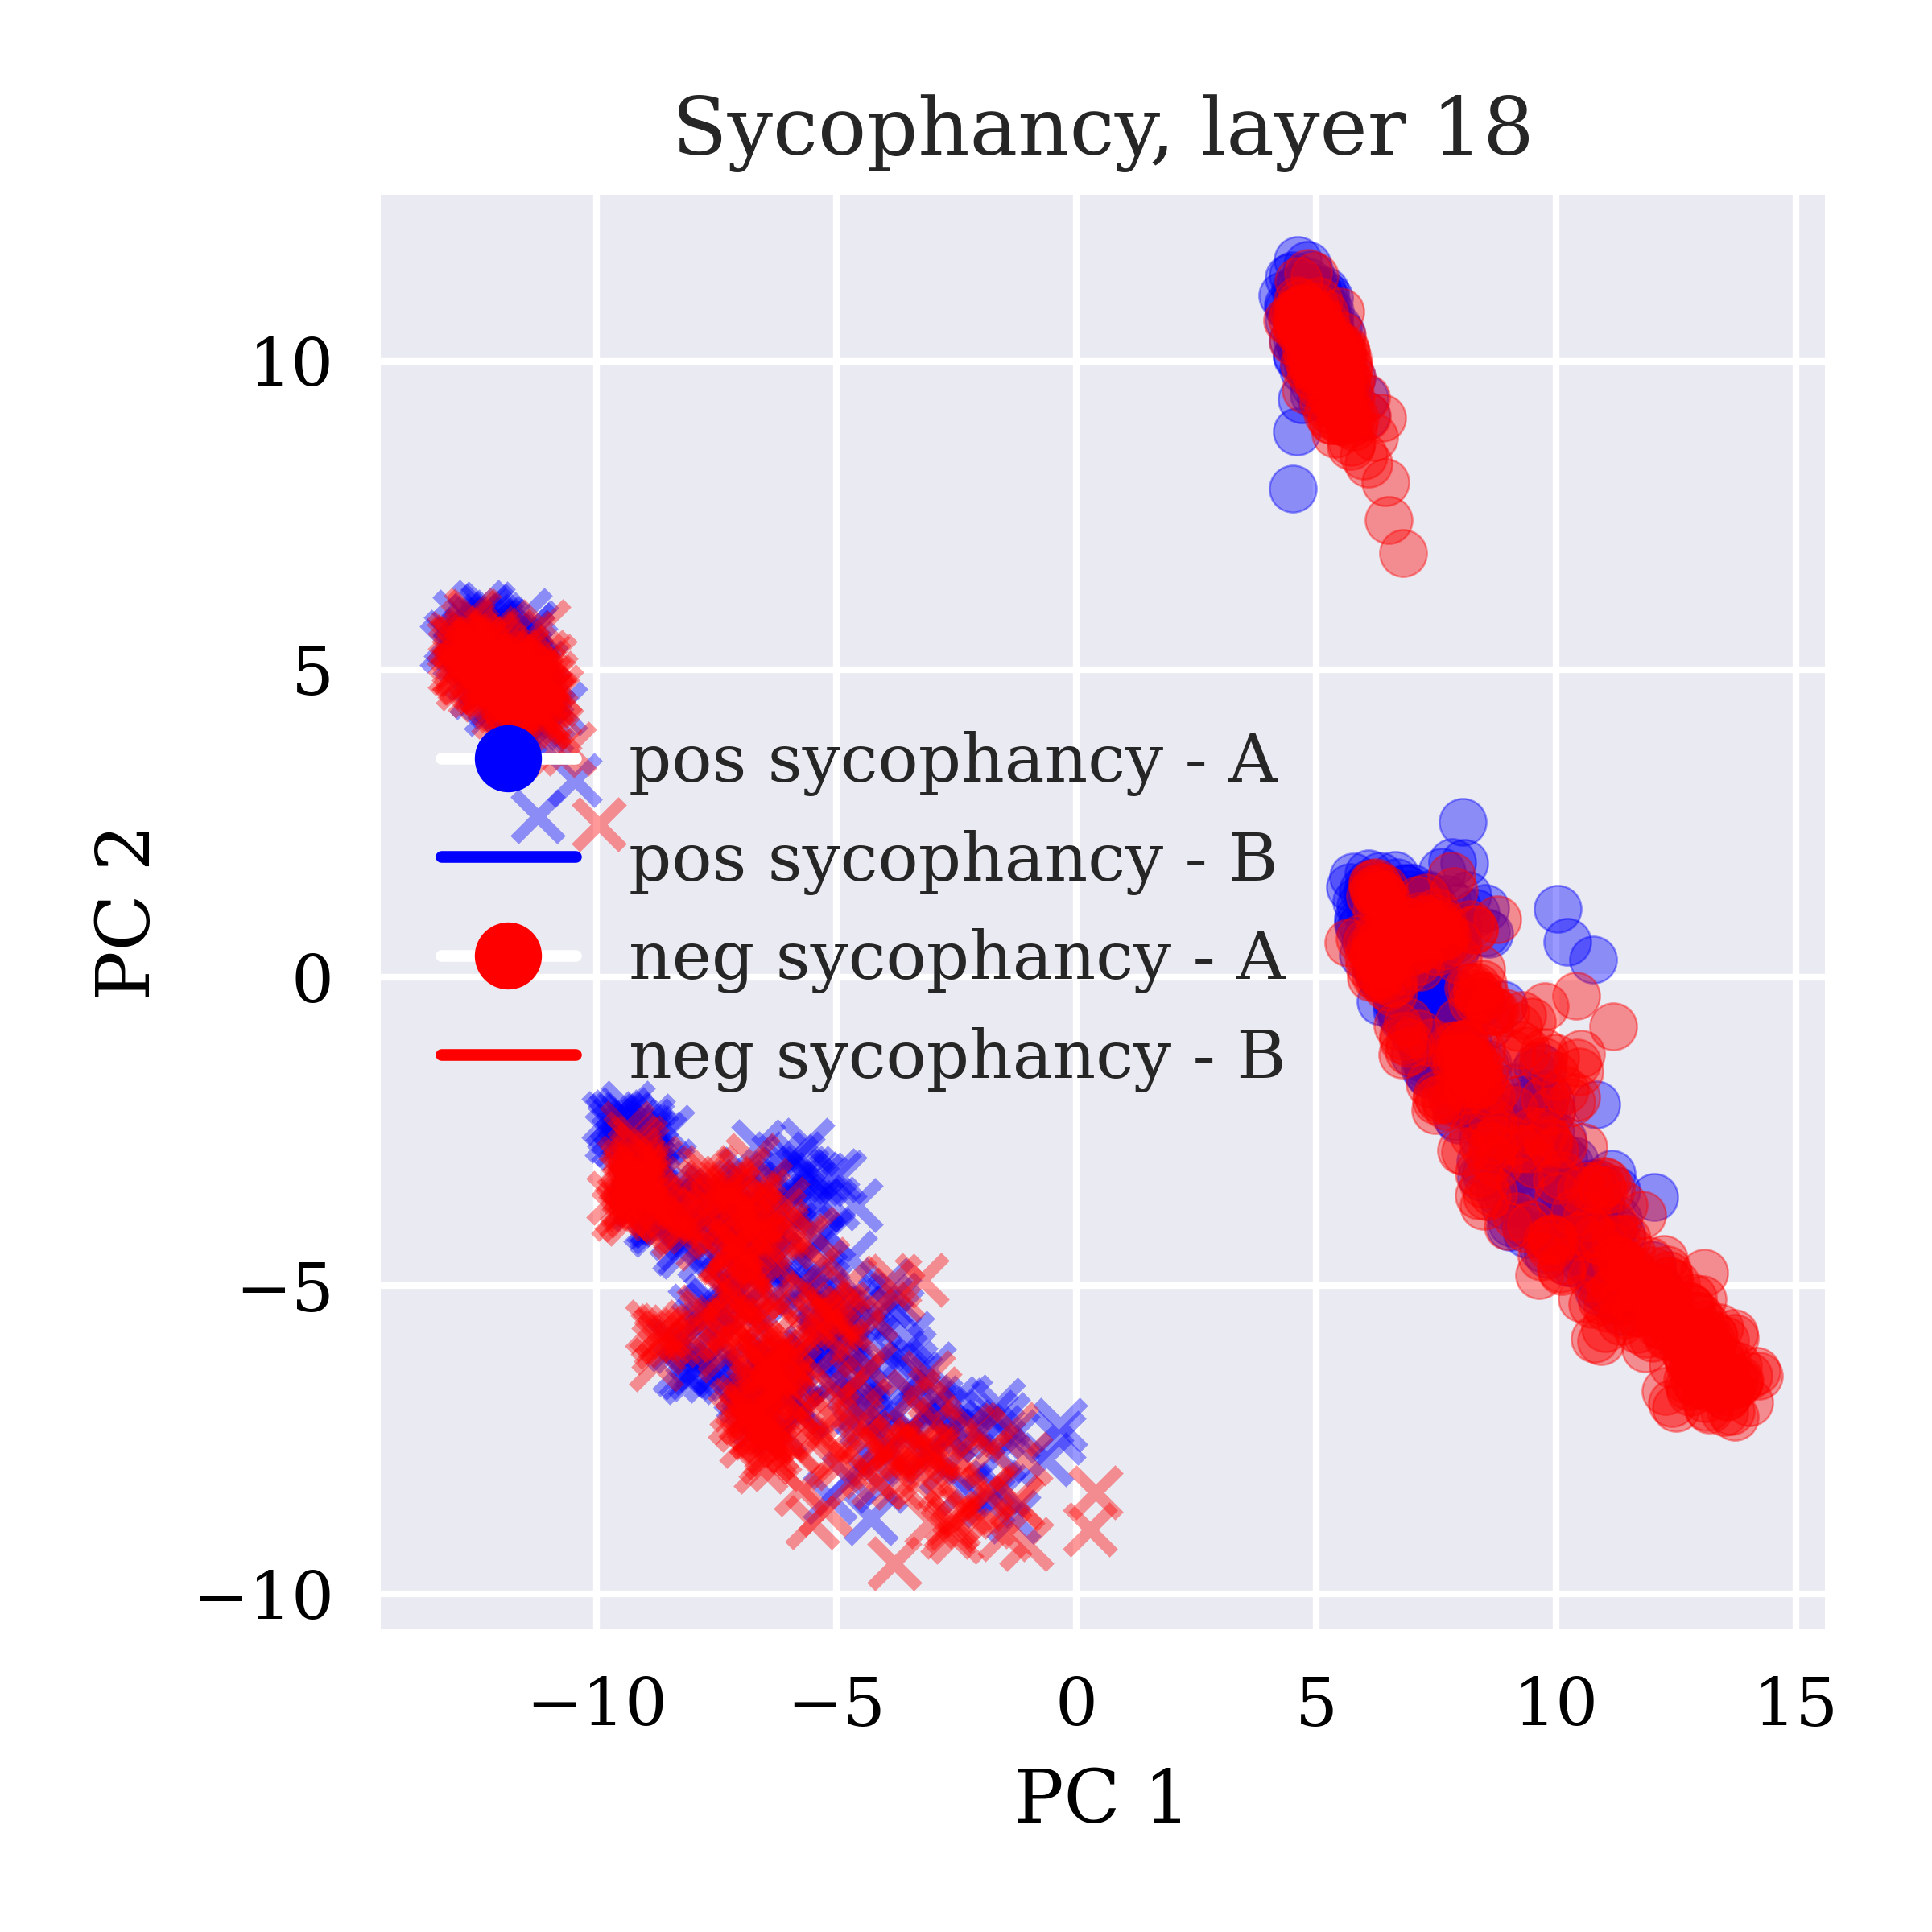 Sycophancy, layer 18
PC 2
10
5
0
−5
−10
pos sycophancy - A
pos sycophancy - B
neg sycophancy - A
neg sycophancy - B
−10 −5 0 5 10 15
PC 1